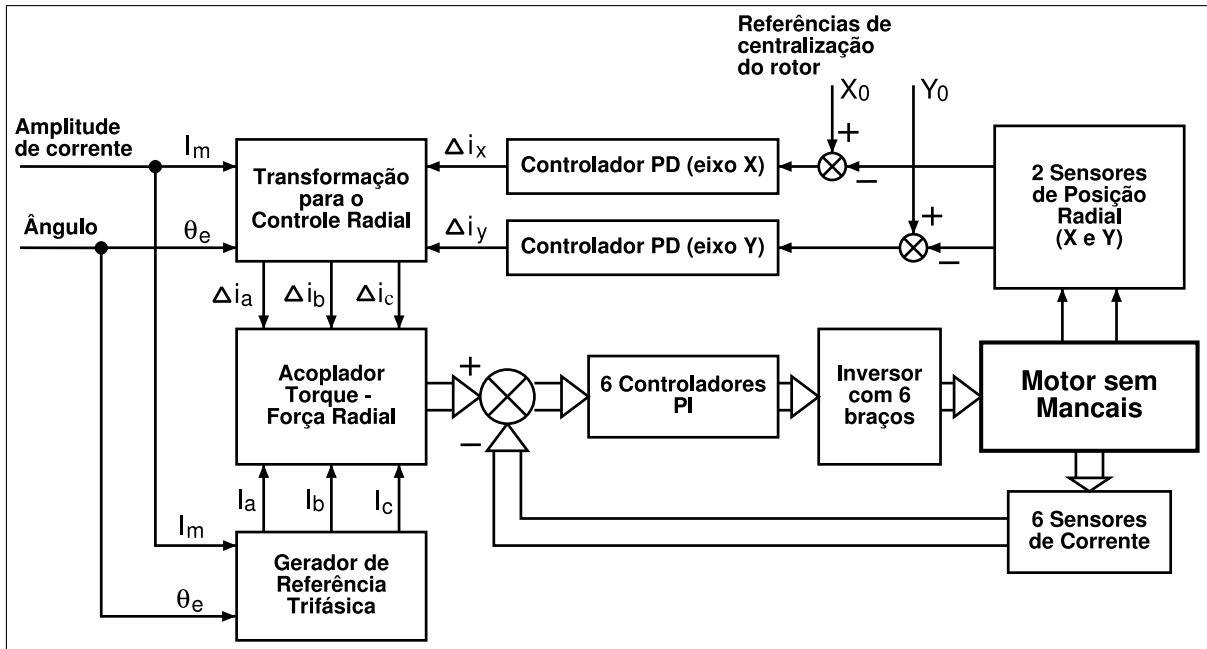 Referências de
centralização
do rotor
X0
Y0
Amplitude
de corrente
Im
Ângulo
θe
Transformação
para o
Controle Radial
Δix
Controlador PD (eixo X)
+
−
Δiy
Controlador PD (eixo Y)
+
−
2 Sensores
de Posição
Radial
(X e Y)
Δia
Δib
Δic
Acoplador
Torque -
Força Radial
+
−
6 Controladores
PI
Inversor
com 6
braços
Motor sem
Mancais
Ia
Ib
Ic
Im
θe
Gerador de
Referência
Trifásica
6 Sensores
de Corrente